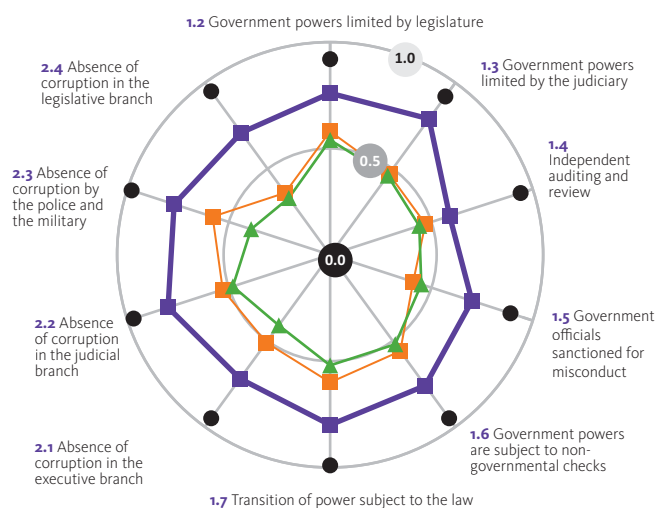 1.2 Government powers limited by legislature
1.0
1.3 Government powers
limited by the judiciary
2.4 Absence of
corruption in the
legislative branch
1.4
Independent
auditing and
review
0.5
2.3 Absence of
corruption by
the police and
the military
0.0
1.5 Government
officials
sanctioned for
misconduct
2.2 Absence
of corruption
in the judicial
branch
1.6 Government powers
are subject to non-
governmental checks
2.1 Absence of
corruption in the
executive branch
1.7 Transition of power subject to the law